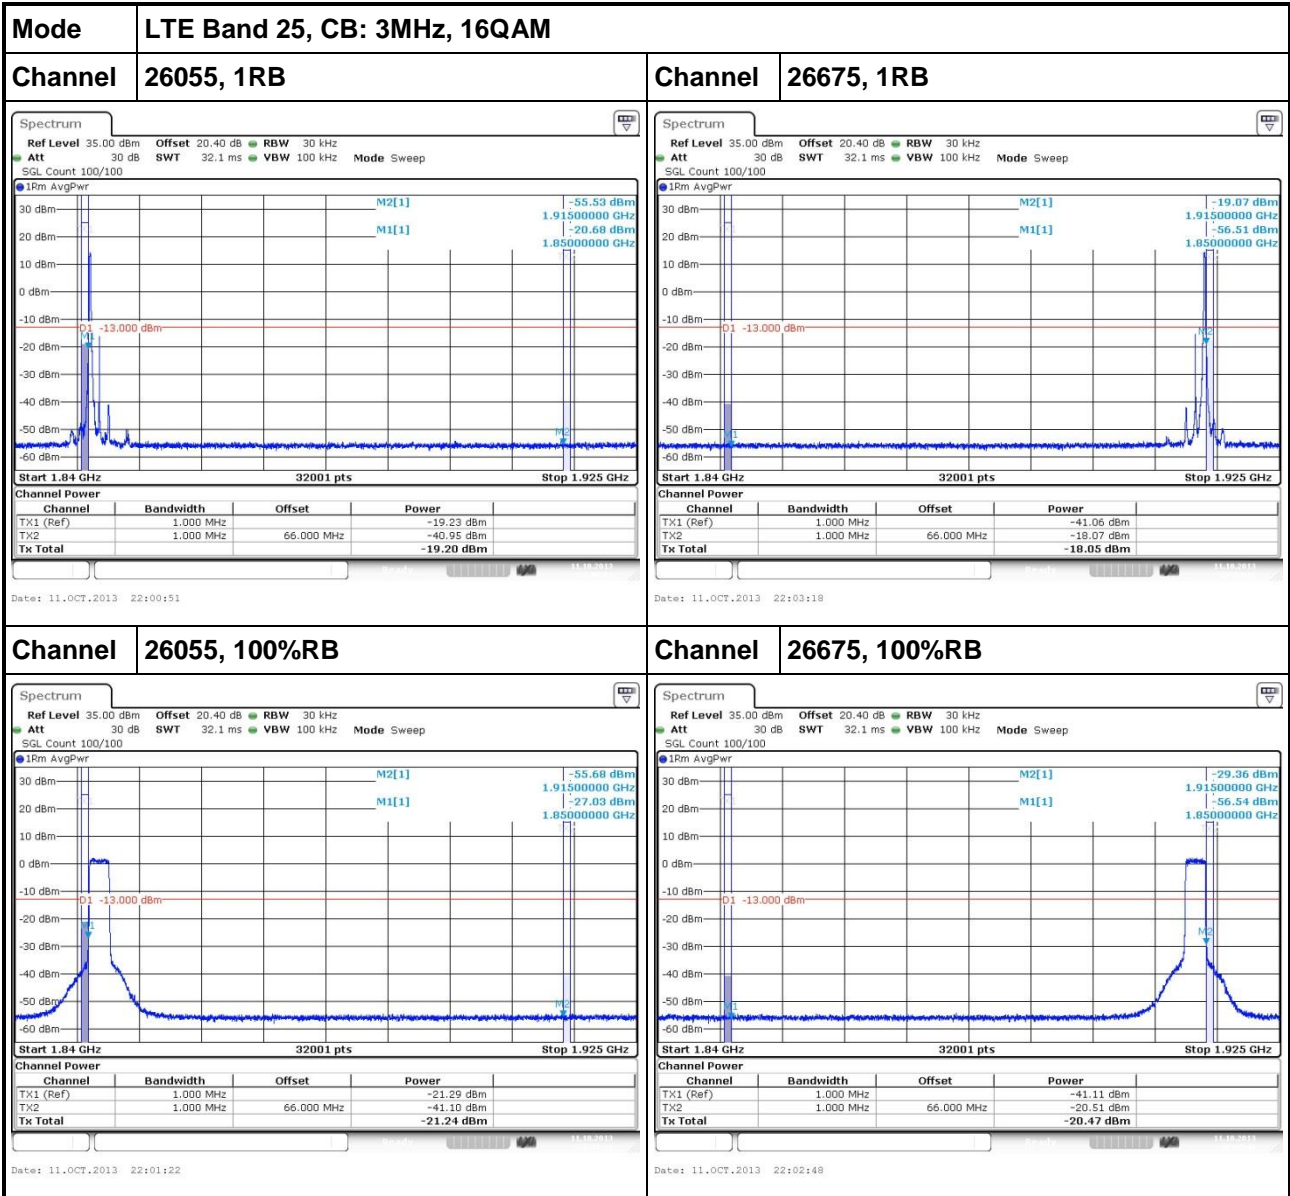 Mode LTE Band 25, CB: 3MHz, 16QAM
Channel 26055, 1RB
Spectrum
Ref Level 35.00 dBm Offset 20.40 dB RBW 30 kHz
Att 30 dB SWT 32.1 ms VBW 100 kHz Mode Sweep
SGL Count 100/100
1Rm AvgPwr
M2[1] -55.53 dBm
1.91500000 GHz
M1[1] -20.68 dBm
1.85000000 GHz
30 dBm
20 dBm
10 dBm
0 dBm
-10 dBm
D1 -13.000 dBm
M1
-20 dBm
-30 dBm
-40 dBm
-50 dBm
M2
-60 dBm
Start 1.84 GHz 32001 pts Stop 1.925 GHz
Channel Power
Channel Bandwidth Offset Power
TX1 (Ref) 1.000 MHz -19.23 dBm
TX2 1.000 MHz 66.000 MHz -40.95 dBm
Tx Total -19.20 dBm
Date: 11.OCT.2013 22:00:51
Channel 26675, 1RB
Spectrum
Ref Level 35.00 dBm Offset 20.40 dB RBW 30 kHz
Att 30 dB SWT 32.1 ms VBW 100 kHz Mode Sweep
SGL Count 100/100
1Rm AvgPwr
M2[1] -19.07 dBm
1.91500000 GHz
M1[1] -56.51 dBm
1.85000000 GHz
30 dBm
20 dBm
10 dBm
0 dBm
-10 dBm
D1 -13.000 dBm
M2
-20 dBm
-30 dBm
-40 dBm
-50 dBm
M1
-60 dBm
Start 1.84 GHz 32001 pts Stop 1.925 GHz
Channel Power
Channel Bandwidth Offset Power
TX1 (Ref) 1.000 MHz -41.06 dBm
TX2 1.000 MHz 66.000 MHz -18.07 dBm
Tx Total -18.05 dBm
Date: 11.OCT.2013 22:03:18
Channel 26055, 100%RB
Spectrum
Ref Level 35.00 dBm Offset 20.40 dB RBW 30 kHz
Att 30 dB SWT 32.1 ms VBW 100 kHz Mode Sweep
SGL Count 100/100
1Rm AvgPwr
M2[1] -55.68 dBm
1.91500000 GHz
M1[1] -27.03 dBm
1.85000000 GHz
30 dBm
20 dBm
10 dBm
0 dBm
-10 dBm
D1 -13.000 dBm
-20 dBm
M1
-30 dBm
-40 dBm
-50 dBm
M2
-60 dBm
Start 1.84 GHz 32001 pts Stop 1.925 GHz
Channel Power
Channel Bandwidth Offset Power
TX1 (Ref) 1.000 MHz -21.29 dBm
TX2 1.000 MHz 66.000 MHz -41.10 dBm
Tx Total -21.24 dBm
Date: 11.OCT.2013 22:01:22
Channel 26675, 100%RB
Spectrum
Ref Level 35.00 dBm Offset 20.40 dB RBW 30 kHz
Att 30 dB SWT 32.1 ms VBW 100 kHz Mode Sweep
SGL Count 100/100
1Rm AvgPwr
M2[1] -29.36 dBm
1.91500000 GHz
M1[1] -56.54 dBm
1.85000000 GHz
30 dBm
20 dBm
10 dBm
0 dBm
-10 dBm
D1 -13.000 dBm
-20 dBm
M2
-30 dBm
-40 dBm
-50 dBm
M1
-60 dBm
Start 1.84 GHz 32001 pts Stop 1.925 GHz
Channel Power
Channel Bandwidth Offset Power
TX1 (Ref) 1.000 MHz -41.11 dBm
TX2 1.000 MHz 66.000 MHz -20.51 dBm
Tx Total -20.47 dBm
Date: 11.OCT.2013 22:02:48